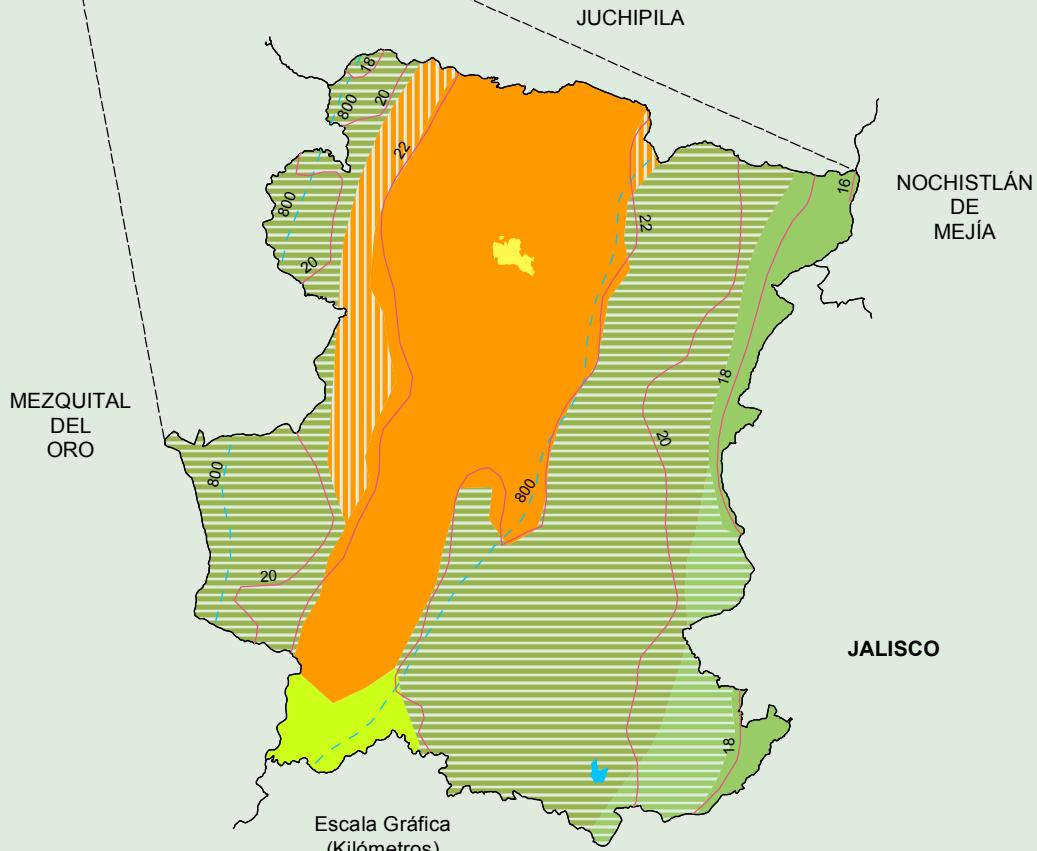 JUCHIPILA
18
800
20
22
16
NOCHISTLÁN
DE
MEJÍA
800
22
20
18
MEZQUITAL
DEL
ORO
20
800
800
20
JALISCO
18
Escala Gráfica
(Kilómetros)